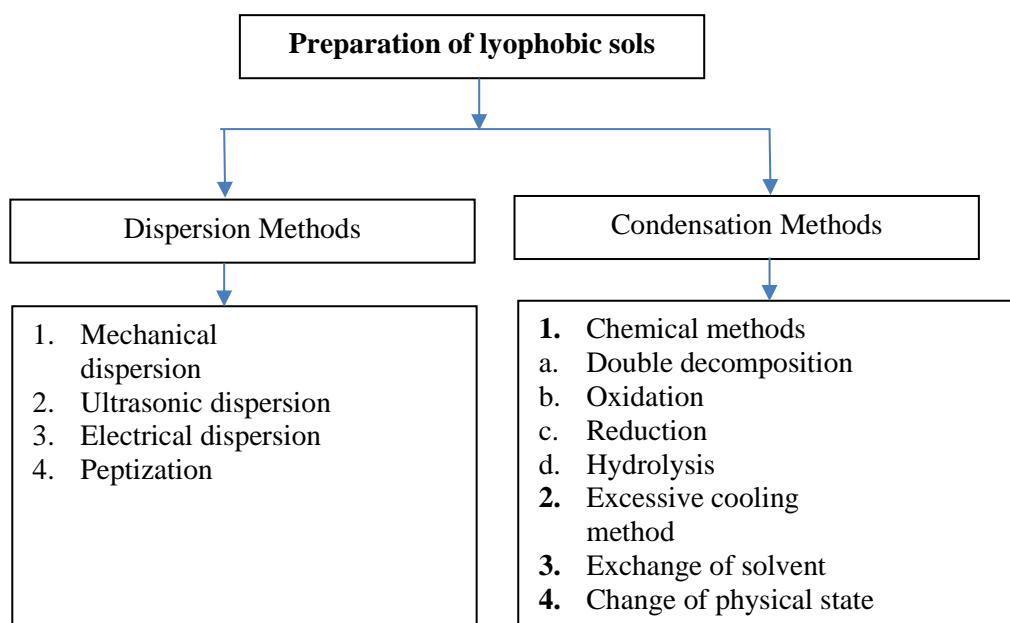 Preparation of lyophobic sols
Dispersion Methods
Condensation Methods
1. Mechanical
dispersion
2. Ultrasonic dispersion
3. Electrical dispersion
4. Peptization
1. Chemical methods
a. Double decomposition
b. Oxidation
c. Reduction
d. Hydrolysis
2. Excessive cooling
method
3. Exchange of solvent
4. Change of physical state